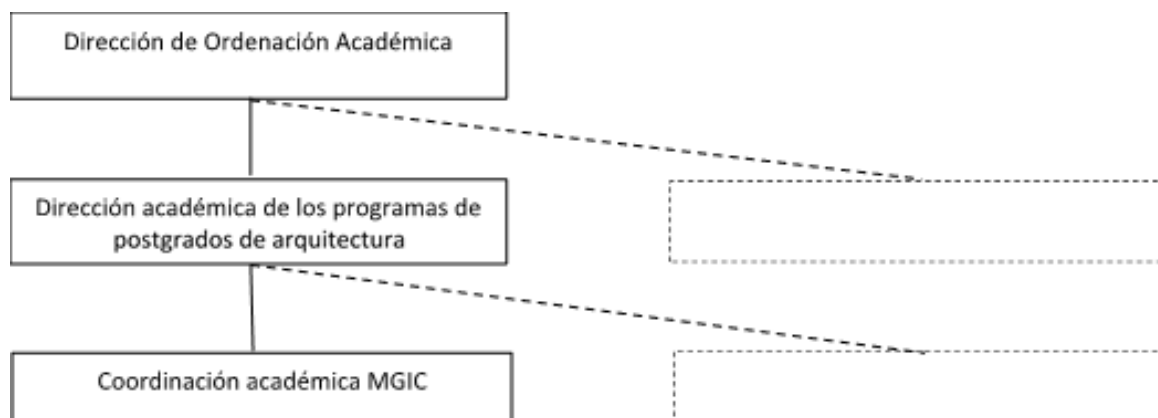 Dirección de Ordenación Académica
Dirección académica de los programas de
postgrados de arquitectura
Coordinación académica MGIC